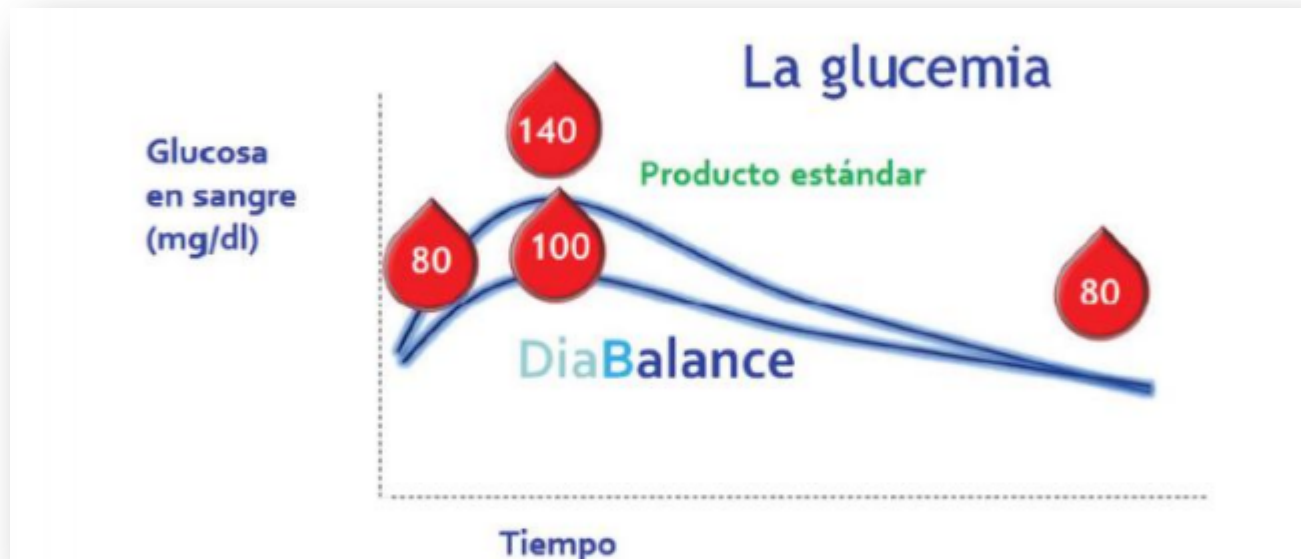 La glucemia
Glucosa
en sangre
(mg/dl)
140
Producto estándar
80
100
80
DiaBalance
Tiempo